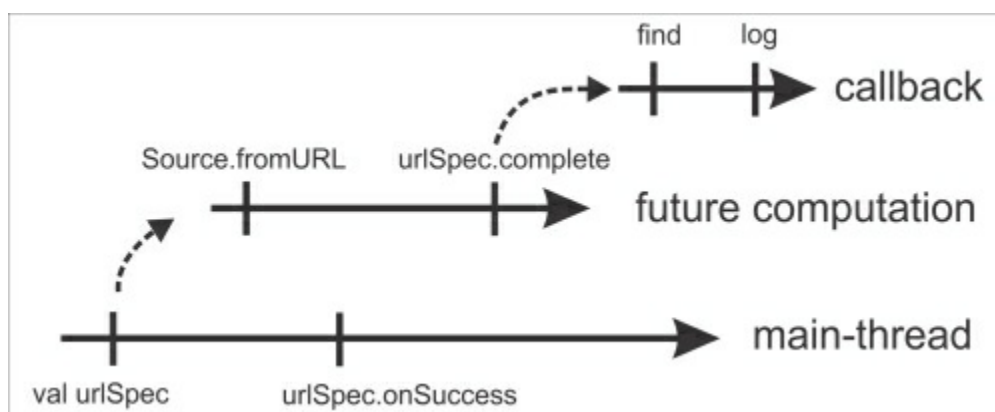 find log
callback
Source.fromURL urlSpec.complete
future computation
main-thread
val urlSpec urlSpec.onSuccess